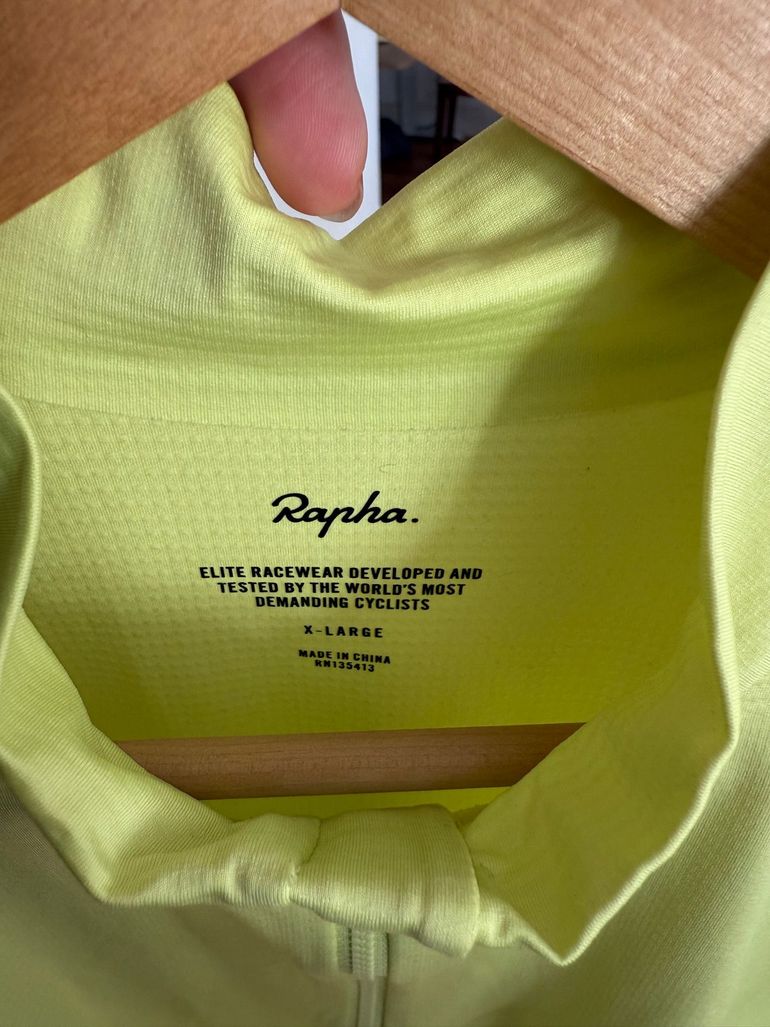 Rapha.
ELITE RACEWEAR DEVELOPED AND
TESTED BY THE WORLD'S MOST
DEMANDING CYCLISTS
X-LARGE
MADE IN CHINA
RN135413